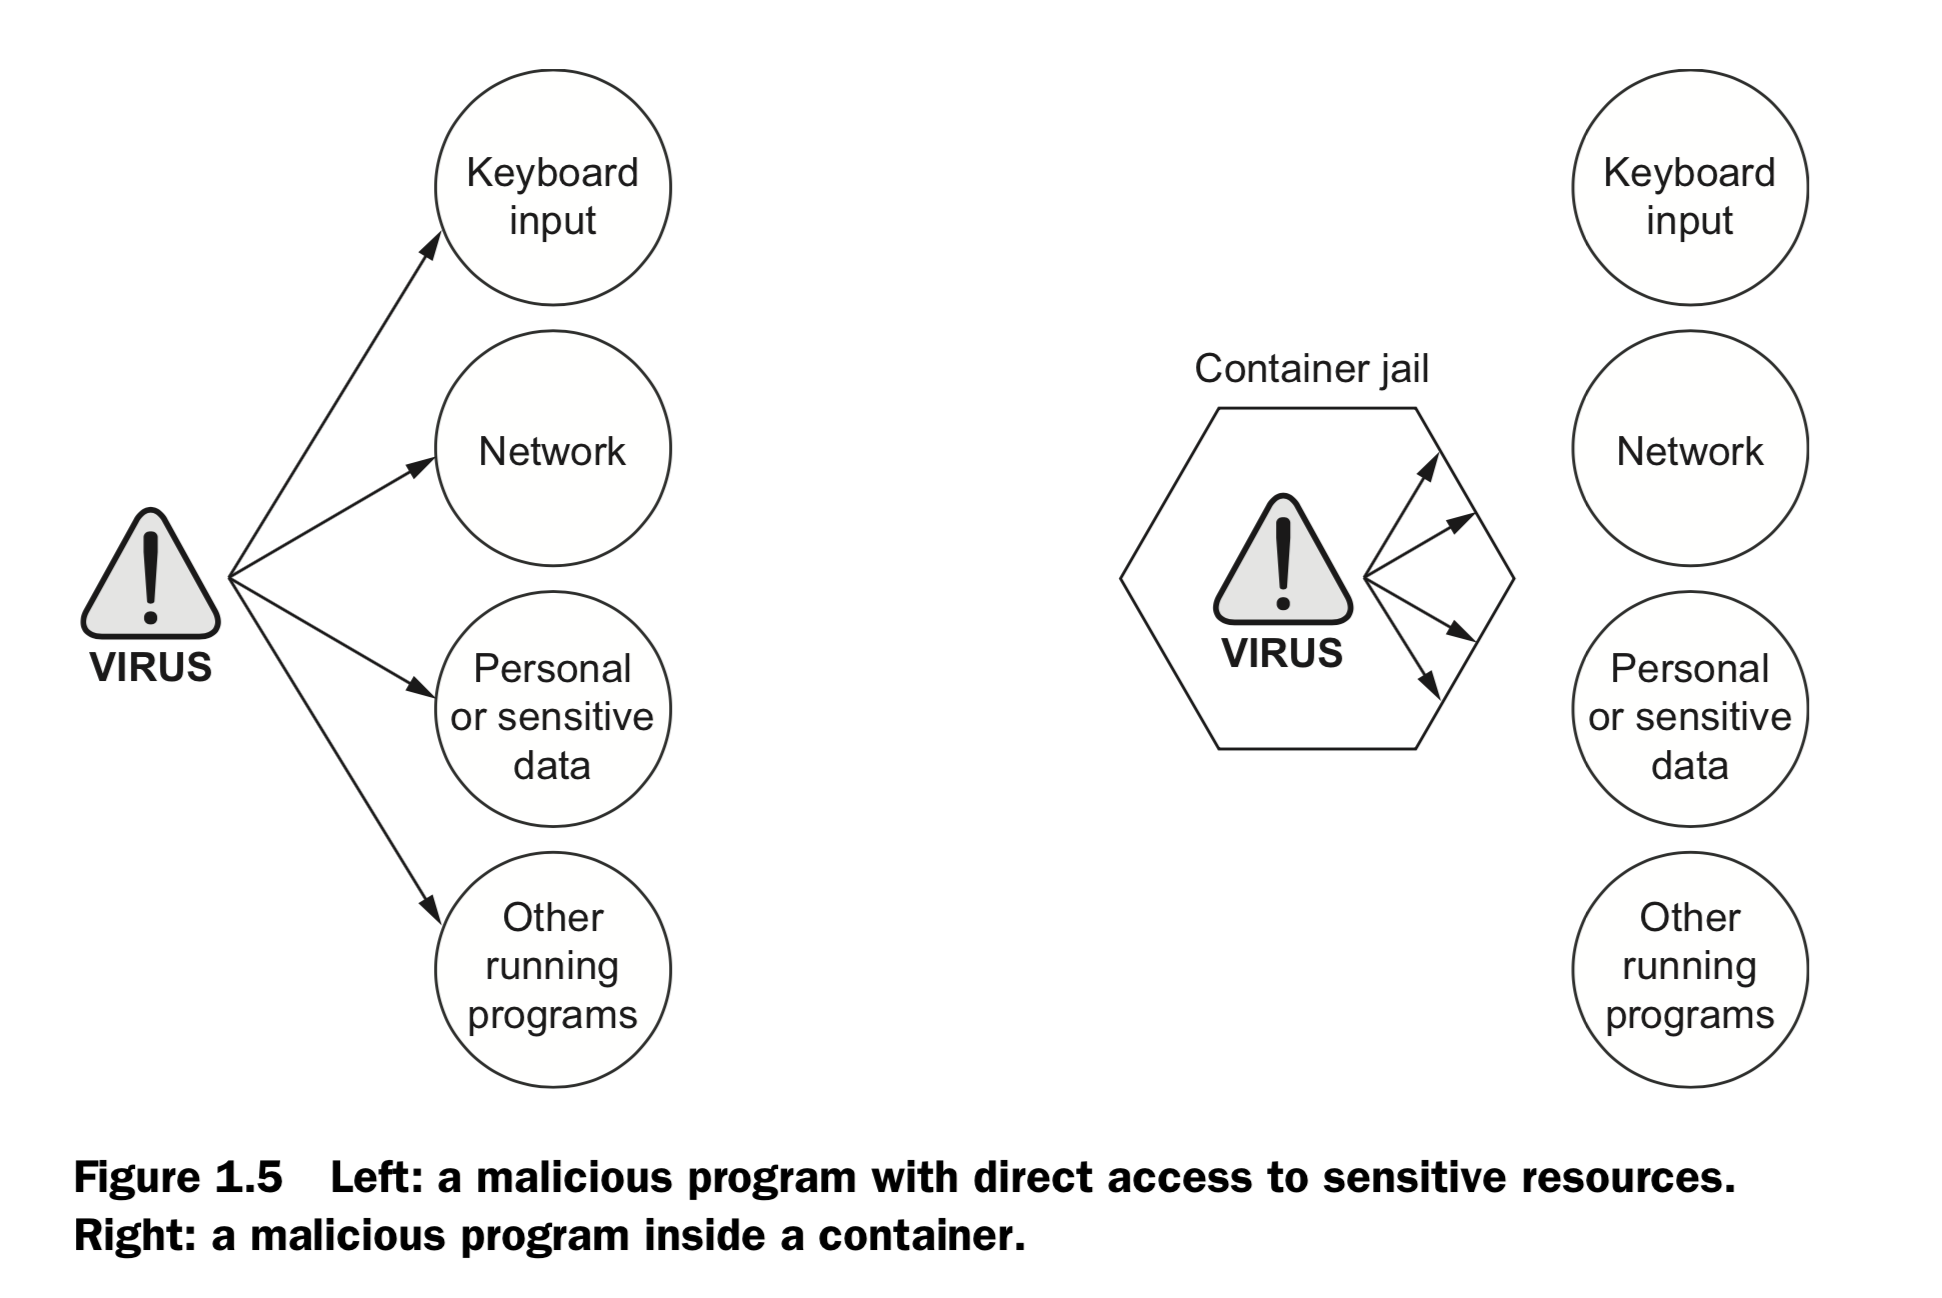 Keyboard
input
Network
VIRUS
Personal
or sensitive
data
Other
running
programs
Container jail
VIRUS
Keyboard
input
Network
Personal
or sensitive
data
Other
running
programs
Figure 1.5 Left: a malicious program with direct access to sensitive resources.
Right: a malicious program inside a container.